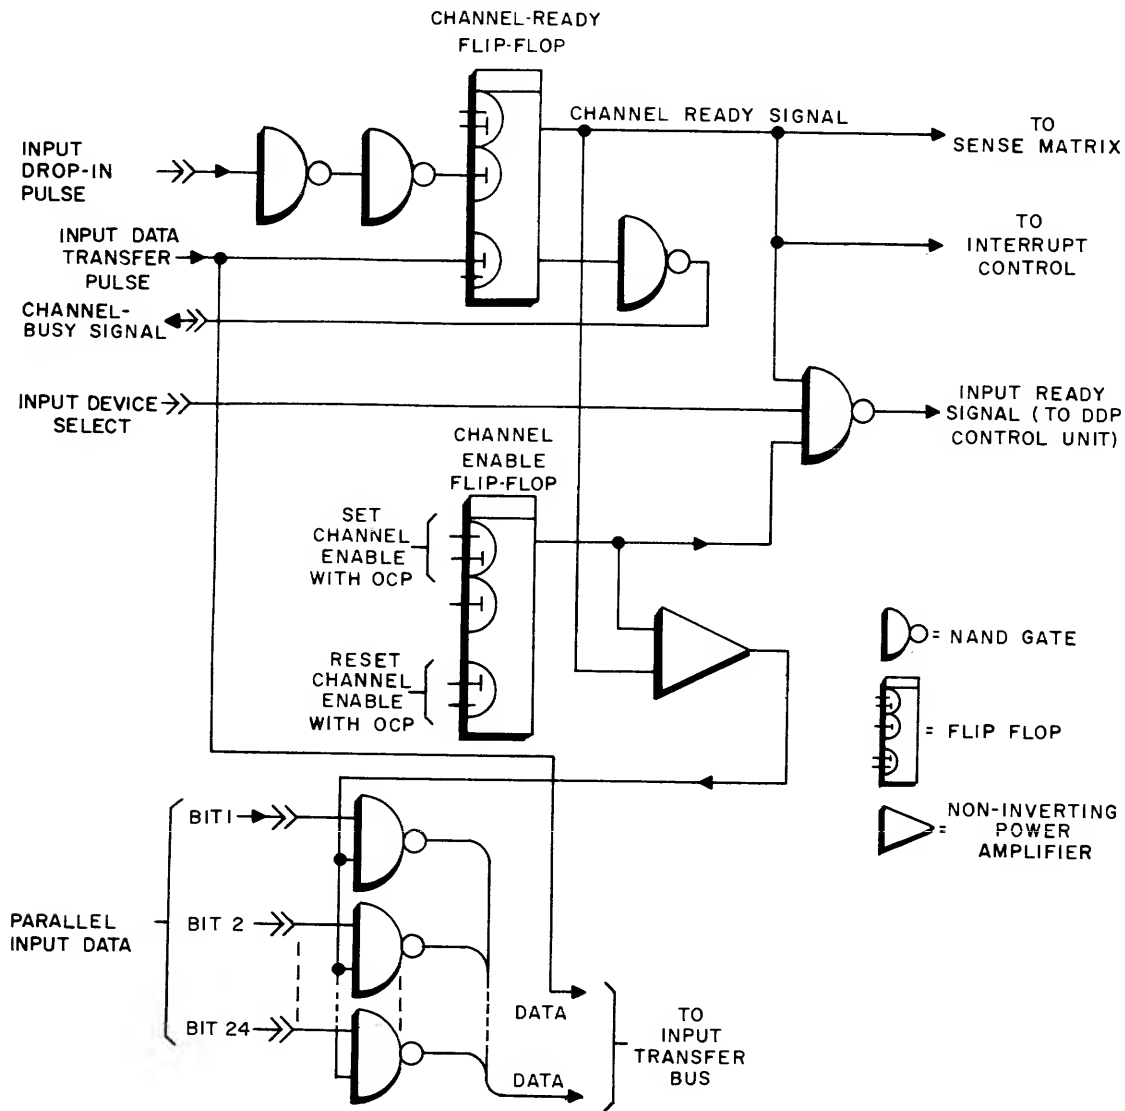 CHANNEL-READY
FLIP-FLOP
CHANNEL READY SIGNAL
TO
SENSE MATRIX
INPUT
DROP-IN
PULSE
TO
INTERRUPT
CONTROL
INPUT DATA
TRANSFER
PULSE
CHANNEL-
BUSY SIGNAL
INPUT DEVICE
SELECT
INPUT READY
SIGNAL (TO DDP
CONTROL UNIT)
CHANNEL
ENABLE
FLIP-FLOP
SET
CHANNEL
ENABLE
WITH OCP
RESET
CHANNEL
ENABLE
WITH OCP
= NAND GATE
= FLIP FLOP
= NON-INVERTING
POWER
AMPLIFIER
PARALLEL
INPUT DATA
BIT 1
BIT 2
BIT 24
DATA
DATA
TO
INPUT
TRANSFER
BUS